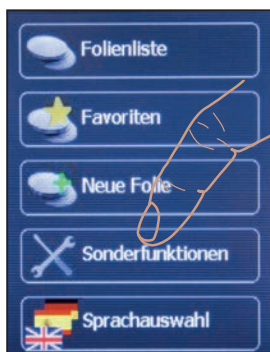 Folienliste
Favoriten
Neue Folie
Sonderfunktionen
Sprachauswahl